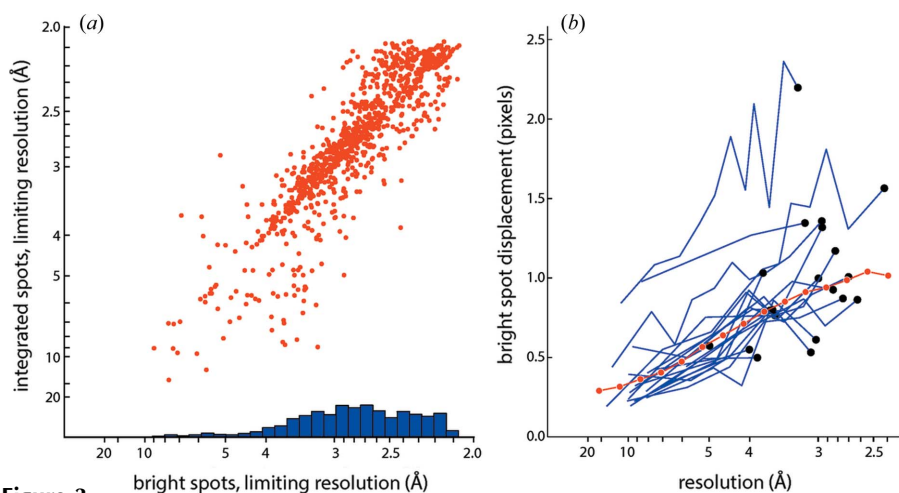 (a)
2.0
2.5
3
4
5
10
20
integrated spots, limiting resolution (Å)
20 10 5 4 3 2.5 2.0
bright spots, limiting resolution (Å)
(b)
2.5
2.0
1.5
1.0
0.5
0.0
bright spot displacement (pixels)
20 10 5 4 3 2.5
resolution (Å)